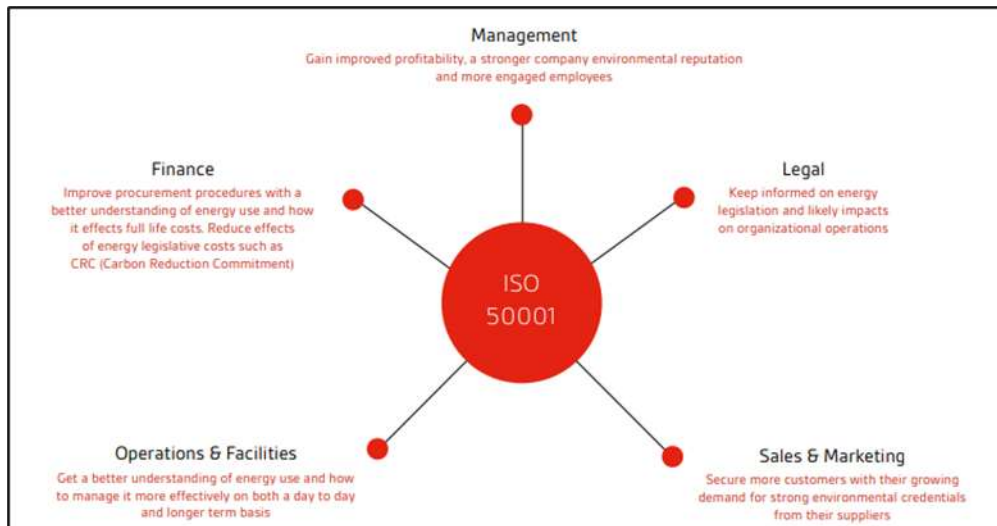 Management
Gain improved profitability, a stronger company environmental reputation
and more engaged employees
Finance
Improve procurement procedures with a
better understanding of energy use and how
it effects full life costs. Reduce effects
of energy legislative costs such as
CRC (Carbon Reduction Commitment)
Legal
Keep informed on energy
legislation and likely impacts
on organizational operations
ISO
50001
Operations & Facilities
Get a better understanding of energy use and how
to manage it more effectively on both a day to day
and longer term basis
Sales & Marketing
Secure more customers with their growing
demand for strong environmental credentials
from their suppliers